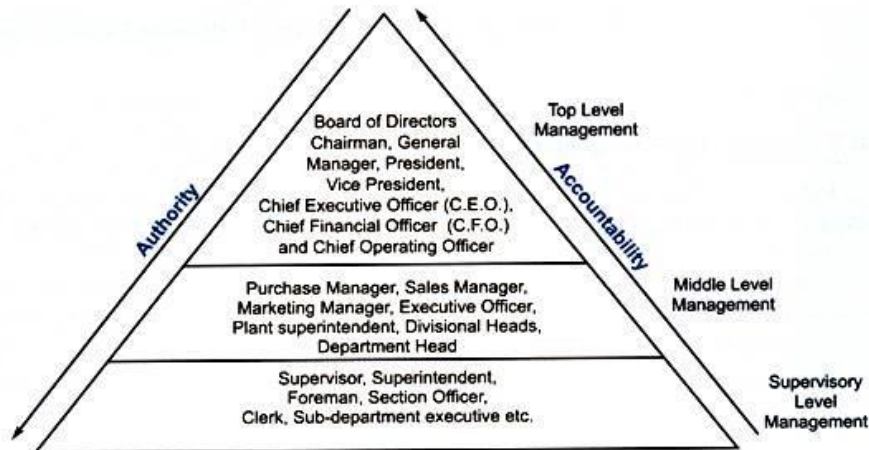 Board of Directors
Chairman, General
Manager, President,
Vice President,
Chief Executive Officer (C.E.O.),
Chief Financial Officer (C.F.O.)
and Chief Operating Officer
Top Level
Management
Authority
Accountability
Purchase Manager, Sales Manager,
Marketing Manager, Executive Officer,
Plant superintendent, Divisional Heads,
Department Head
Middle Level
Management
Supervisor, Superintendent,
Foreman, Section Officer,
Clerk, Sub-department executive etc.
Supervisory
Level
Management